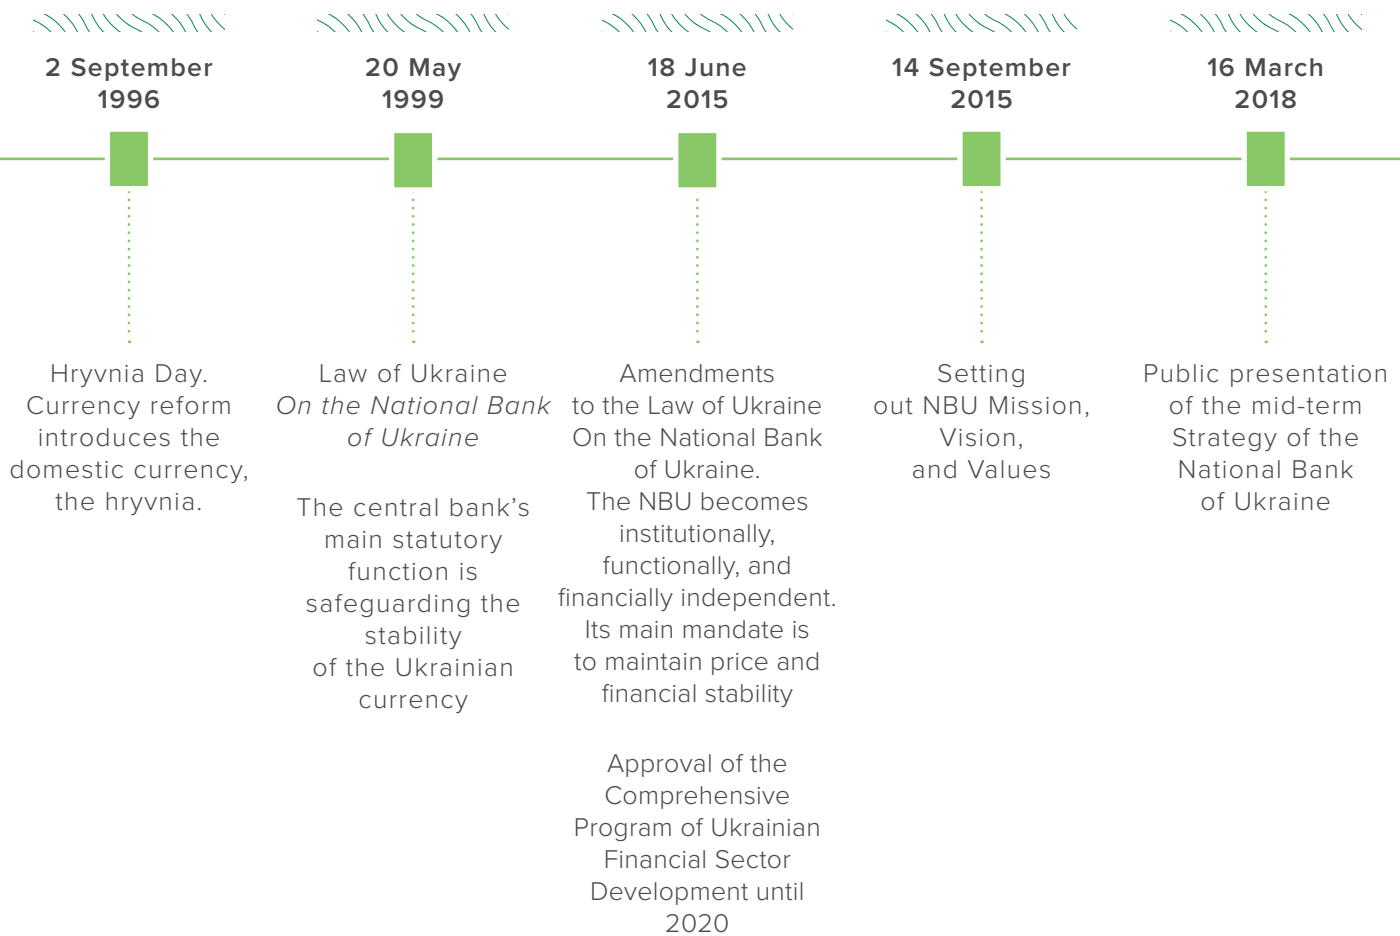 2 September
1996
Hryvnia Day.
Currency reform
introduces the
domestic currency,
the hryvnia.
20 May
1999
Law of Ukraine
On the National Bank
of Ukraine
The central bank’s
main statutory
function is
safeguarding the
stability
of the Ukrainian
currency
18 June
2015
Amendments
to the Law of Ukraine
On the National Bank
of Ukraine.
The NBU becomes
institutionally,
functionally, and
financially independent.
Its main mandate is
to maintain price and
financial stability
Approval of the
Comprehensive
Program of Ukrainian
Financial Sector
Development until
2020
14 September
2015
Setting
out NBU Mission,
Vision,
and Values
16 March
2018
Public presentation
of the mid-term
Strategy of the
National Bank
of Ukraine